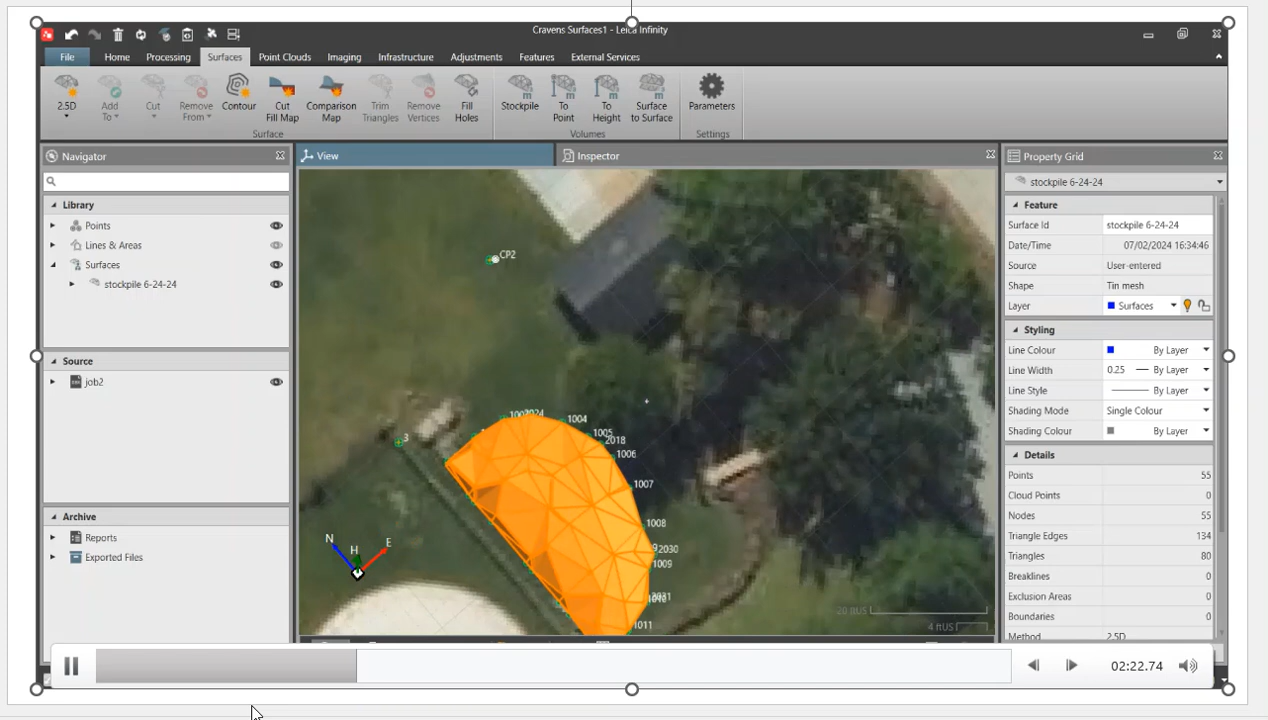 Cravens Surfaces1 - Leica Infinity
File Home Processing Surfaces Point Clouds Imaging Infrastructure Adjustments Features External Services
2.5D Add To Cut Remove From Contour Cut Fill Map Comparison Map Trim Triangles Remove Vertices Fill Holes Stockpile To Point To Height Surface to Surface Parameters
Surface Volumes Settings
Navigator
View
Inspector
Property Grid
stockpile 6-24-24
Library
Points
Lines & Areas
Surfaces
stockpile 6-24-24
Source
job2
Archive
Reports
Exported Files
CP2
3
1004
1005
2018
1006
1007
1008
2030
1009
1011
N
H
E
20 ftUS
4 ftUS
Feature
Surface Id stockpile 6-24-24
Date/Time 07/02/2024 16:34:46
Source User-entered
Shape Tin mesh
Layer Surfaces
Styling
Line Colour By Layer
Line Width 0.25 By Layer
Line Style By Layer
Shading Mode Single Colour
Shading Colour By Layer
Details
Points 55
Cloud Points 0
Nodes 55
Triangle Edges 134
Triangles 80
Breaklines 0
Exclusion Areas 0
Boundaries 0
Method 2.5D
02:22.74